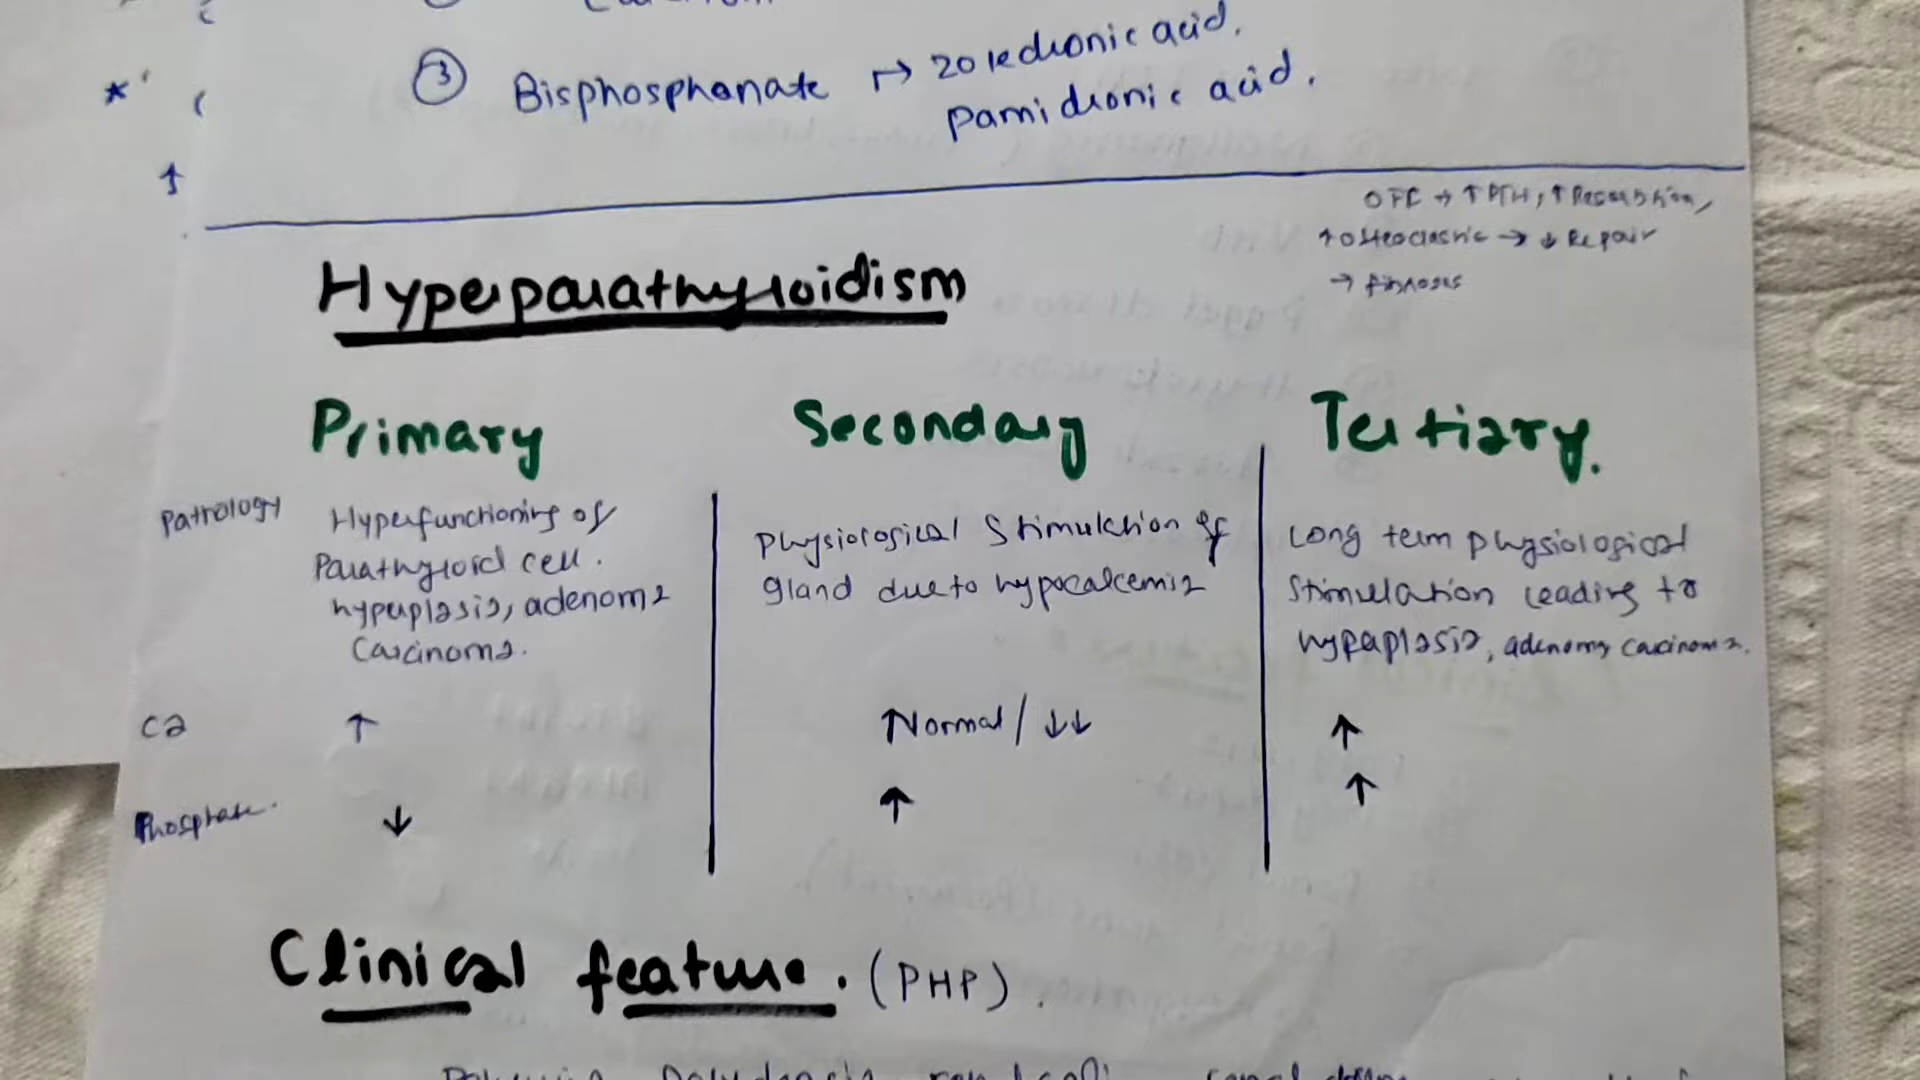 ③ Bisphosphanate ↦ Zoledronic acid.
Pamidronic acid.
OFC → ↑ PTH, ↑ Resorbtion,
↑ Osteoclastic → ↓ Repair
→ fibrosis
Hyperparathyroidism
Primary Secondary Tertiary.
Pathology
Hyperfunctioning of
Parathyroid cell.
hyperplasia, adenoma
Carcinoma.
Physiological Stimulation of
gland due to hypocalcemia
Long term physiological
Stimulation leading to
hyperplasia, adenoma, carcinoma.
Ca ↑ Normal / ↓↓ ↑
Phosphate. ↓ ↑ ↑
Clinical feature. (PHP).